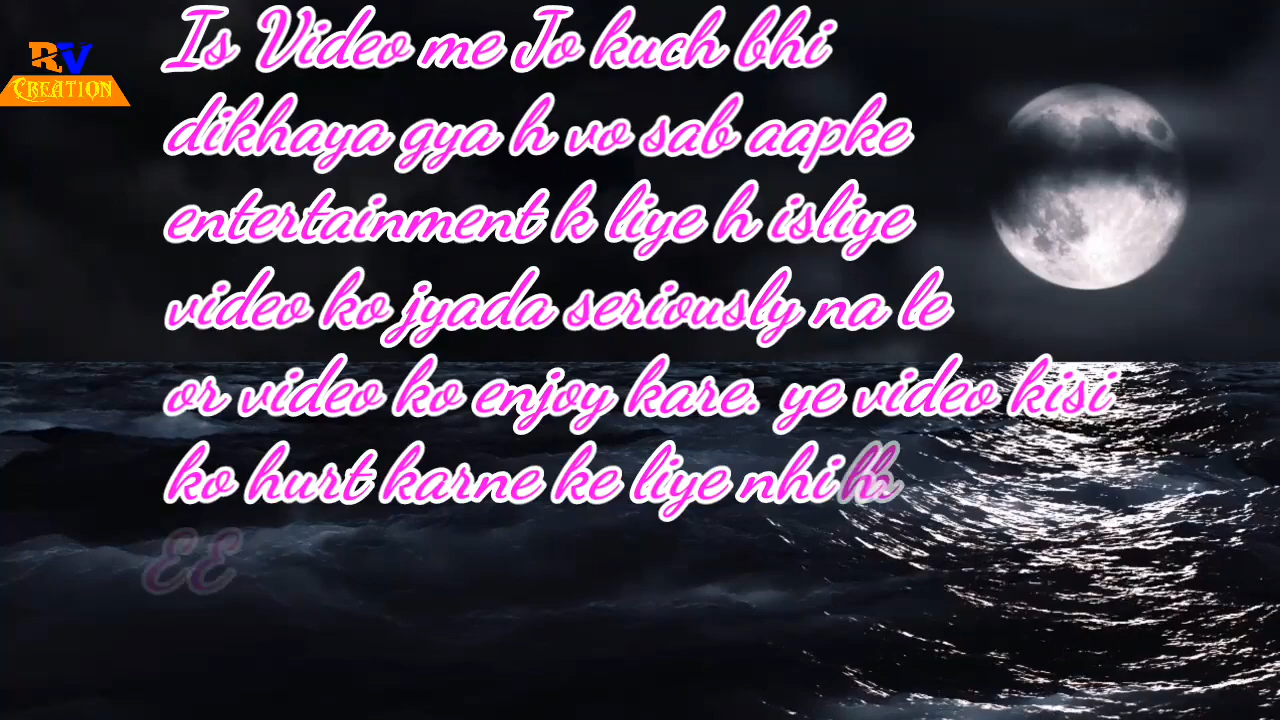 RV
CREATION
Is Video me Jo kuch bhi
dikhaya gya h vo sab aapke
entertainment k liye h isliye
video ko jyada seriously na le
or video ko enjoy kare. ye video kisi
ko hurt karne ke liye nhi